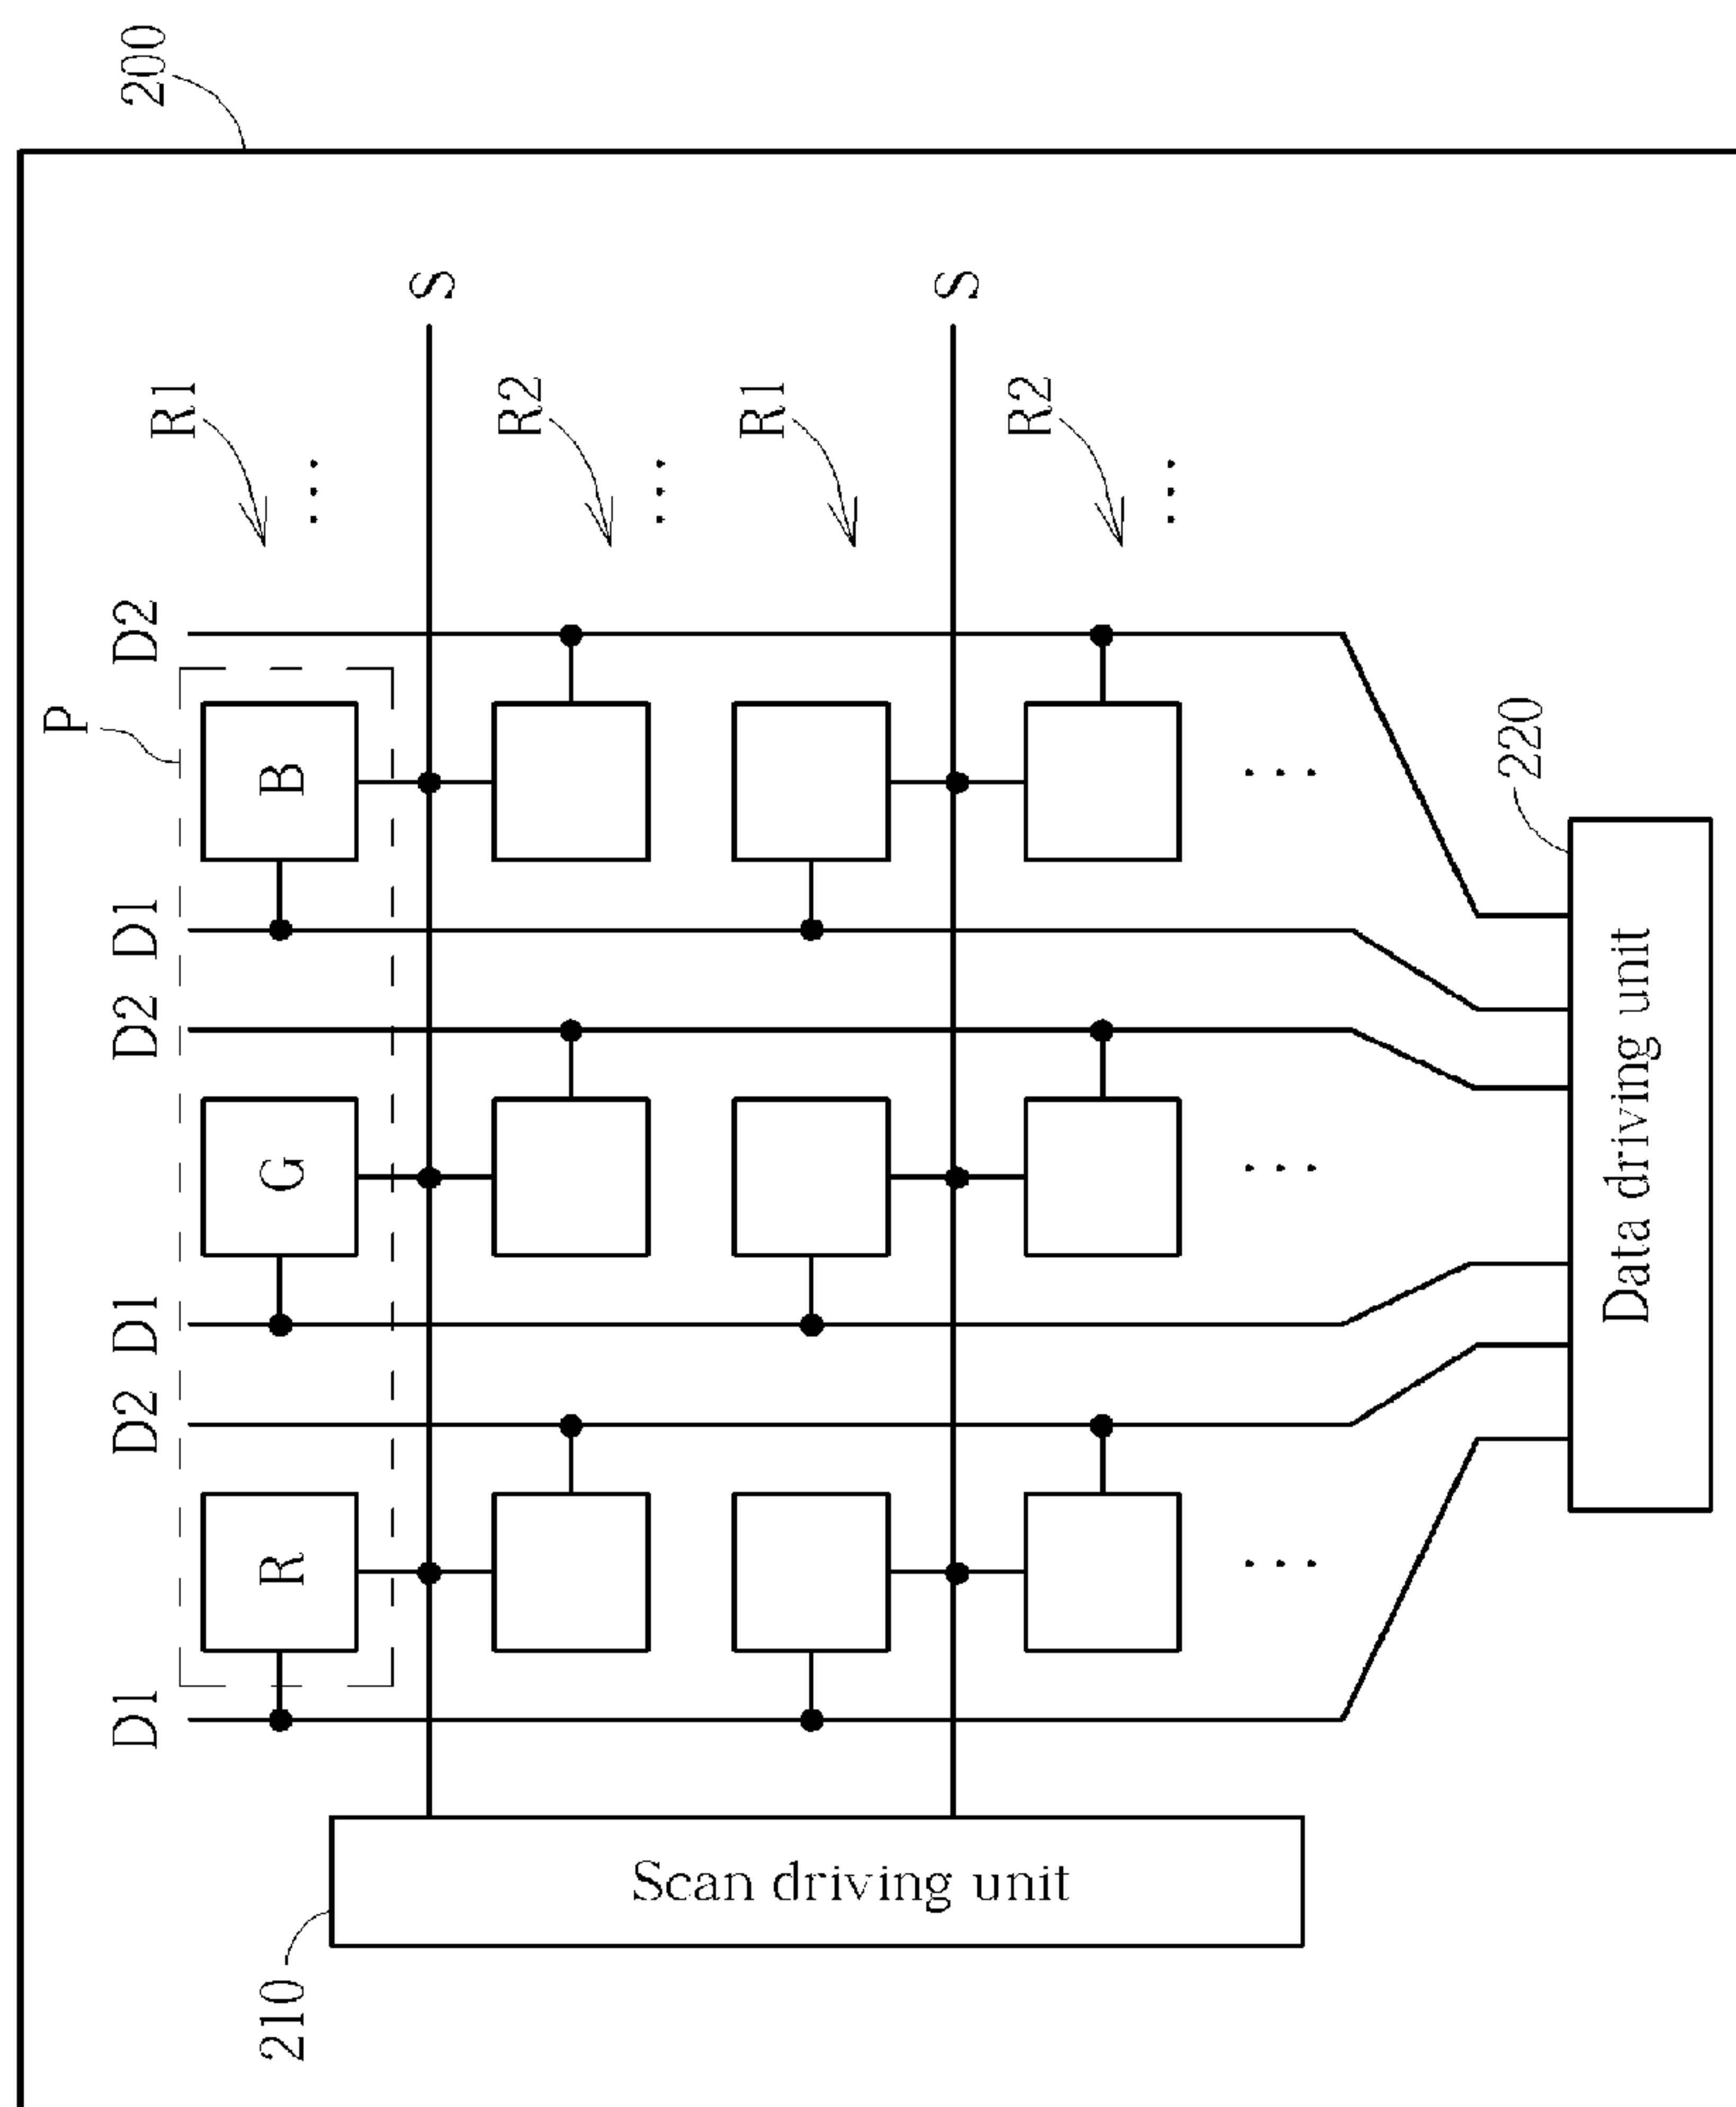 200
D1 D2 D1 D2 D1 D2
P
R G B
R1
S
R2
R1
S
R2
210
Scan driving unit
Data driving unit
220